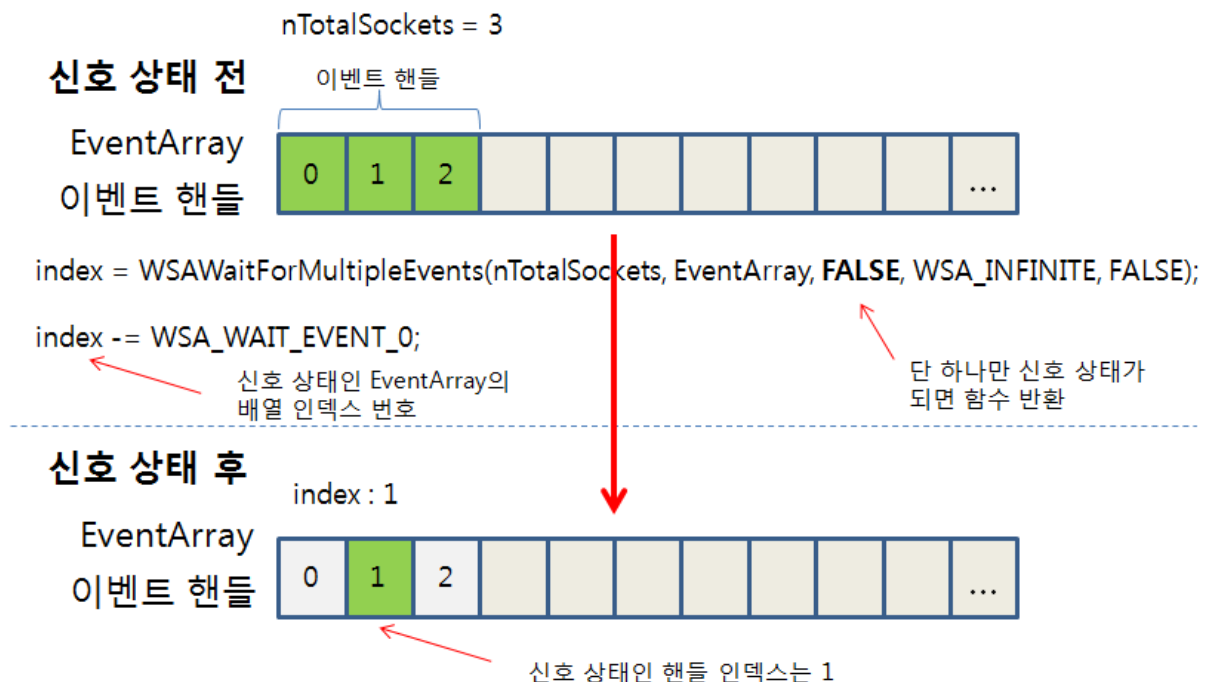 nTotalSockets = 3
신호 상태 전
이벤트 핸들
EventArray
이벤트 핸들
0 1 2 ...
index = WSAWaitForMultipleEvents(nTotalSockets, EventArray, FALSE, WSA_INFINITE, FALSE);
index -= WSA_WAIT_EVENT_0;
신호 상태인 EventArray의
배열 인덱스 번호
단 하나만 신호 상태가
되면 함수 반환
신호 상태 후
index : 1
EventArray
이벤트 핸들
0 1 2 ...
신호 상태인 핸들 인덱스는 1